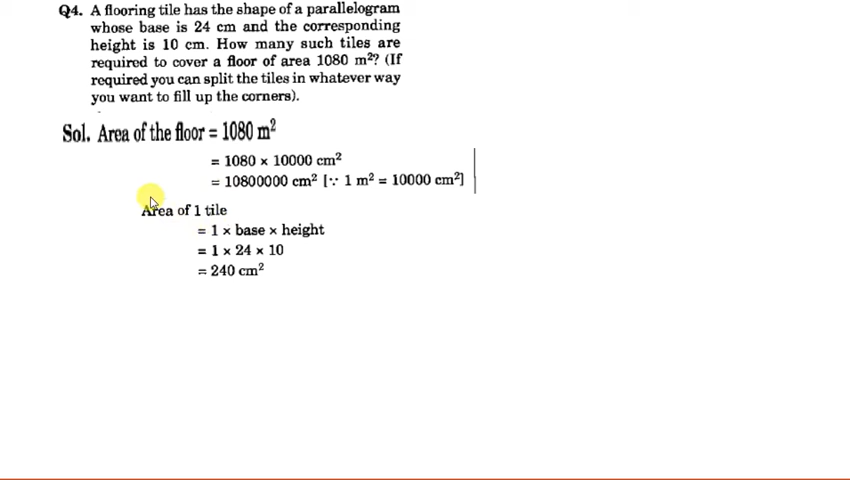 Q4. A flooring tile has the shape of a parallelogram
whose base is 24 cm and the corresponding
height is 10 cm. How many such tiles are
required to cover a floor of area 1080 m²? (If
required you can split the tiles in whatever way
you want to fill up the corners).
Sol. Area of the floor = 1080 m²
= 1080 × 10000 cm²
= 10800000 cm² [∵ 1 m² = 10000 cm²]
Area of 1 tile
= 1 × base × height
= 1 × 24 × 10
= 240 cm²